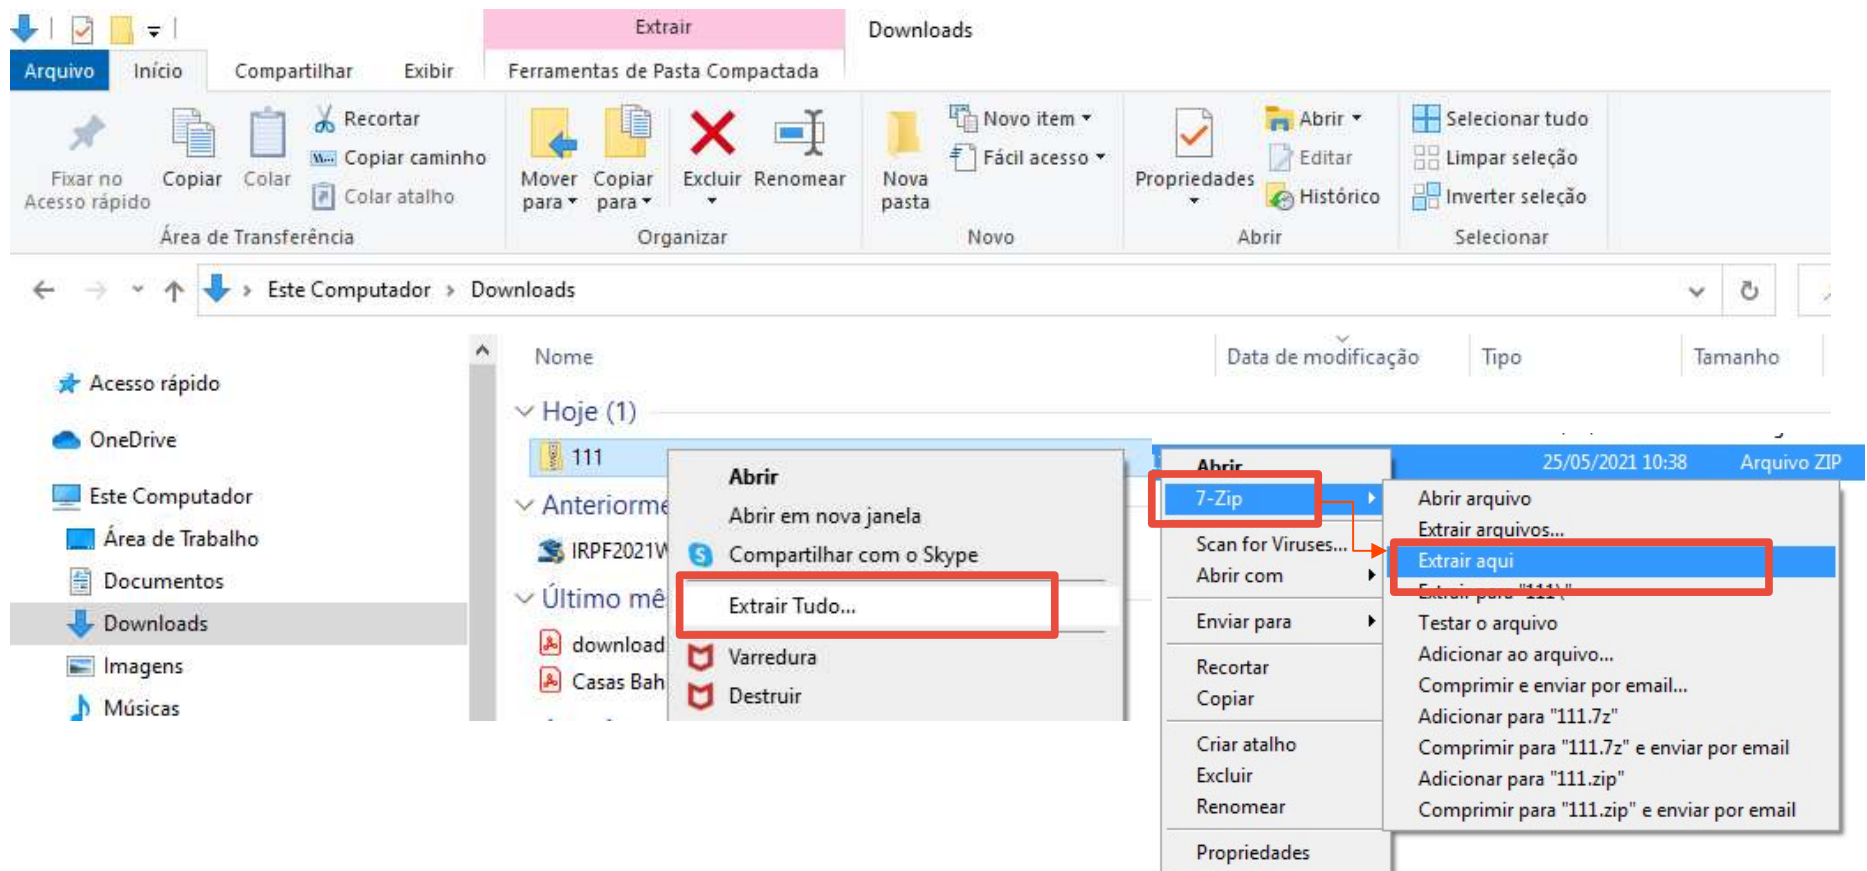 Extrair
Downloads
Arquivo
Início
Compartilhar
Exibir
Ferramentas de Pasta Compactada
Fixar no
Acesso rápido
Copiar
Colar
Recortar
Copiar caminho
Colar atalho
Área de Transferência
Mover
para
Copiar
para
Excluir
Renomear
Organizar
Nova
pasta
Novo item
Fácil acesso
Novo
Propriedades
Abrir
Editar
Histórico
Abrir
Selecionar tudo
Limpar seleção
Inverter seleção
Selecionar
Este Computador > Downloads
Acesso rápido
OneDrive
Este Computador
Área de Trabalho
Documentos
Downloads
Imagens
Músicas
Nome
Data de modificação
Tipo
Tamanho
Hoje (1)
111
Anteriorme
IRPF2021W
Último mê
download
Casas Bah
Abrir
Abrir em nova janela
Compartilhar com o Skype
Extrair Tudo...
Varredura
Destruir
25/05/2021 10:38
Arquivo ZIP
Abrir
7-Zip
Scan for Viruses...
Abrir com
Enviar para
Recortar
Copiar
Criar atalho
Excluir
Renomear
Propriedades
Abrir arquivo
Extrair arquivos...
Extrair aqui
Extrair para "111\"
Testar o arquivo
Adicionar ao arquivo...
Comprimir e enviar por email...
Adicionar para "111.7z"
Comprimir para "111.7z" e enviar por email
Adicionar para "111.zip"
Comprimir para "111.zip" e enviar por email